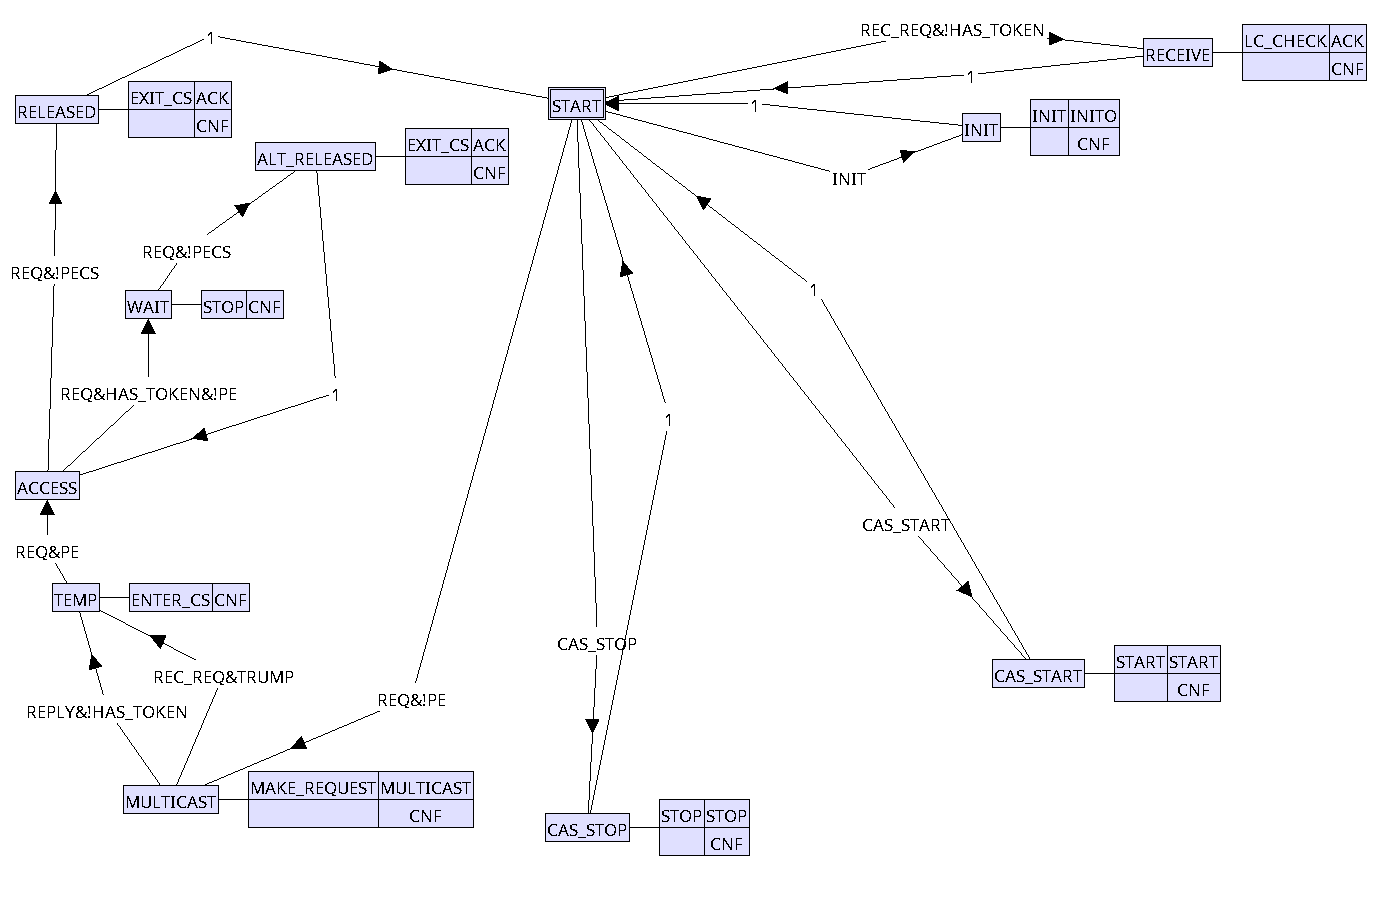 1
REC_REQ&!HAS_TOKEN
RECEIVE
LC_CHECK ACK
CNF
RELEASED
EXIT_CS ACK
CNF
START
1
1
INIT
INIT INITO
CNF
ALT_RELEASED
EXIT_CS ACK
CNF
INIT
REQ&!PECS
REQ&!PECS
WAIT
STOP CNF
1
REQ&HAS_TOKEN&!PE
1
1
ACCESS
CAS_START
REQ&PE
TEMP
ENTER_CS CNF
CAS_STOP
REC_REQ&TRUMP
CAS_START
START START
CNF
REPLY&!HAS_TOKEN
REQ&!PE
MULTICAST
MAKE_REQUEST MULTICAST
CNF
CAS_STOP
STOP STOP
CNF